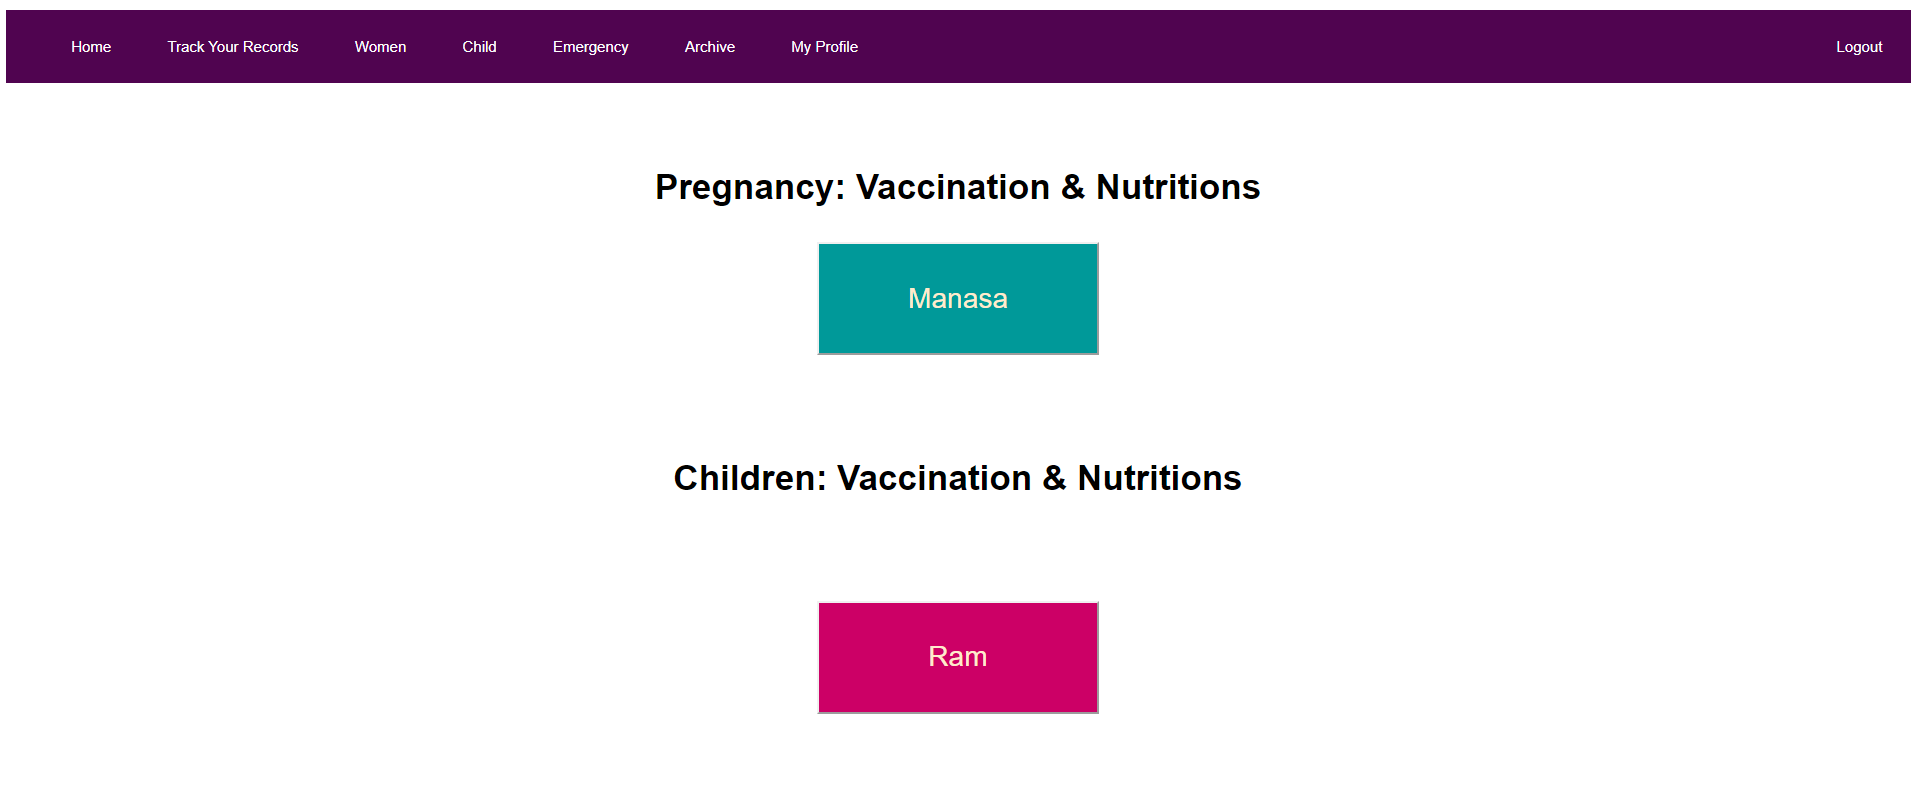 Home Track Your Records Women Child Emergency Archive My Profile Logout
Pregnancy: Vaccination & Nutritions
Manasa
Children: Vaccination & Nutritions
Ram